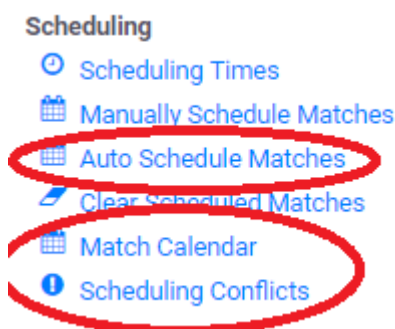 Scheduling
Scheduling Times
Manually Schedule Matches
Auto Schedule Matches
Clear Scheduled Matches
Match Calendar
Scheduling Conflicts